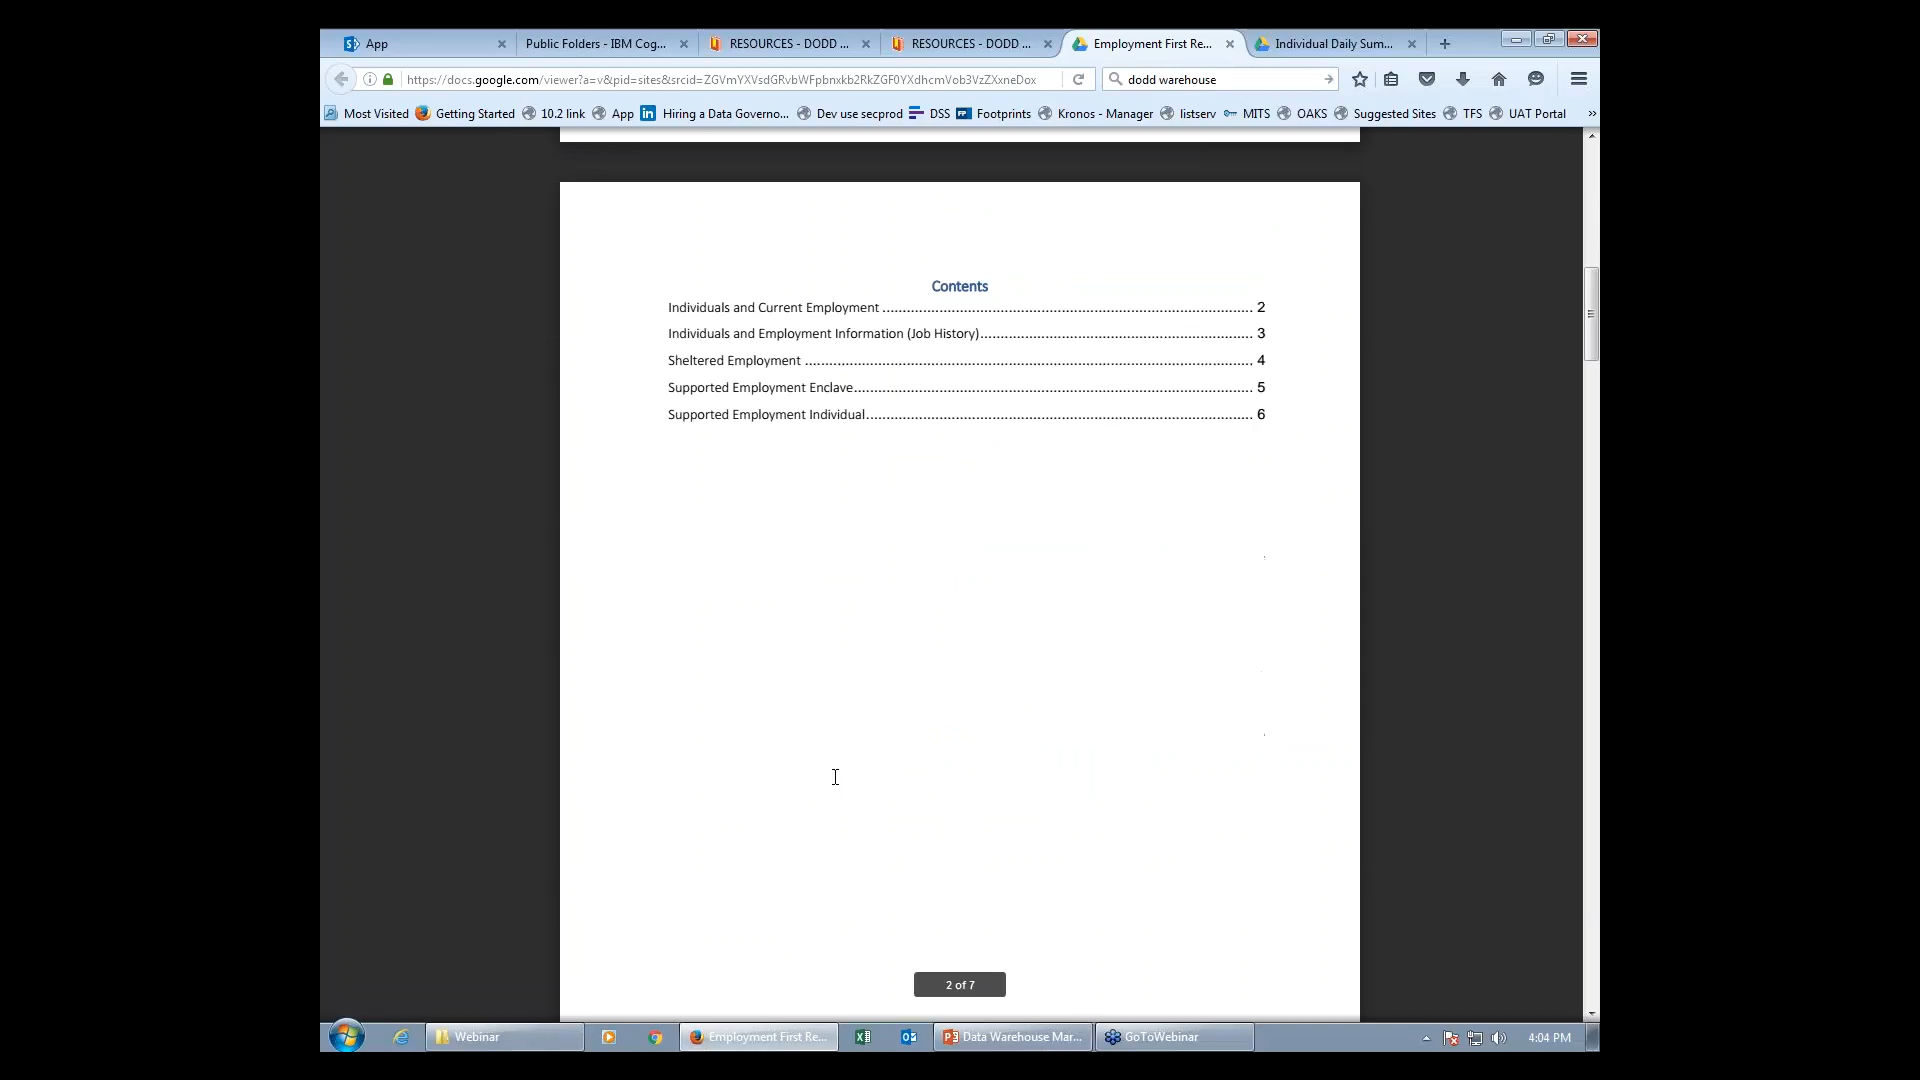 App
Public Folders - IBM Cog...
RESOURCES - DODD ...
RESOURCES - DODD ...
Employment First Re...
Individual Daily Sum...
https://docs.google.com/viewer?a=v&pid=sites&srcid=ZGVmYXVsdGRvbWFpbnxkb2RkZGF0YXdhcmVob3VzZXxneDox
dodd warehouse
Most Visited
Getting Started
10.2 link
App
Hiring a Data Governo...
Dev use secprod
DSS
Footprints
Kronos - Manager
listserv
MITS
OAKS
Suggested Sites
TFS
UAT Portal
Contents
Individuals and Current Employment ........ 2
Individuals and Employment Information (Job History)........ 3
Sheltered Employment ........ 4
Supported Employment Enclave........ 5
Supported Employment Individual........ 6
2 of 7
Webinar
Employment First Re...
Data Warehouse Mar...
GoToWebinar
4:04 PM